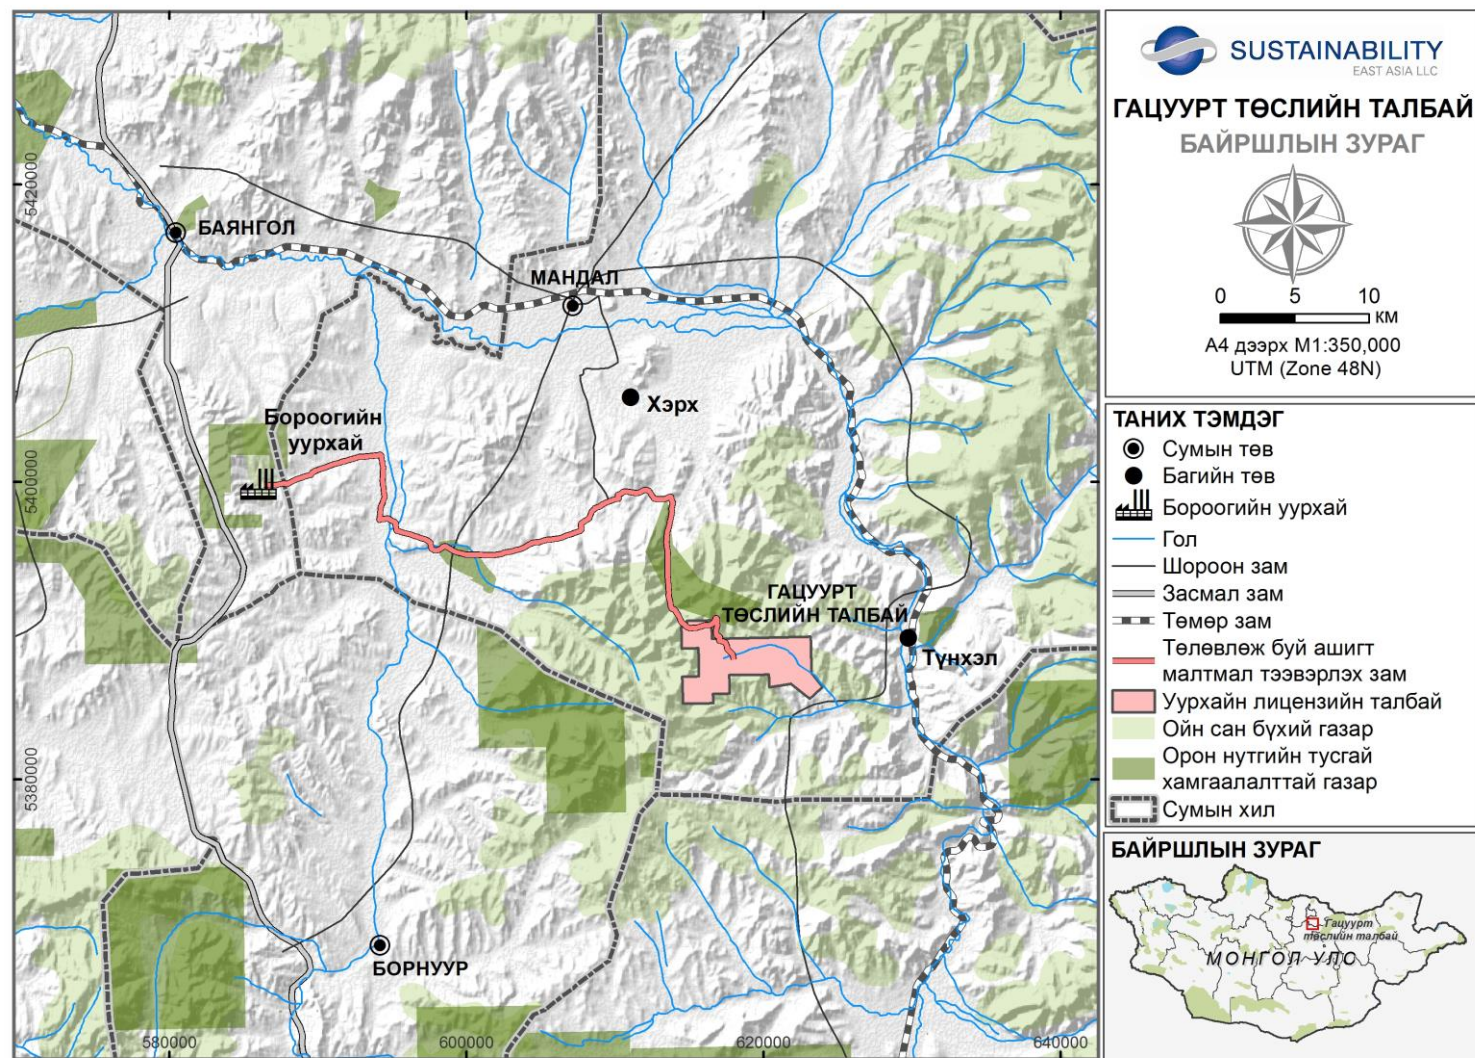 БАЯНГОЛ
МАНДАЛ
Хэрх
Бороогийн
уурхай
ГАЦУУРТ
ТӨСЛИЙН ТАЛБАЙ
Түнхэл
БОРНУУР
5420000
5400000
5380000
580000
600000
620000
640000
SUSTAINABILITY
EAST ASIA LLC
ГАЦУУРТ ТӨСЛИЙН ТАЛБАЙ
БАЙРШЛЫН ЗУРАГ
0 5 10
КМ
А4 дээрх М1:350,000
UTM (Zone 48N)
ТАНИХ ТЭМДЭГ
Сумын төв
Багийн төв
Бороогийн уурхай
Гол
Шороон зам
Засмал зам
Төмөр зам
Төлөвлөж буй ашигт
малтмал тээвэрлэх зам
Уурхайн лицензийн талбай
Ойн сан бүхий газар
Орон нутгийн тусгай
хамгаалалттай газар
Сумын хил
БАЙРШЛЫН ЗУРАГ
Гацуурт
төслийн талбай
МОНГОЛ УЛС